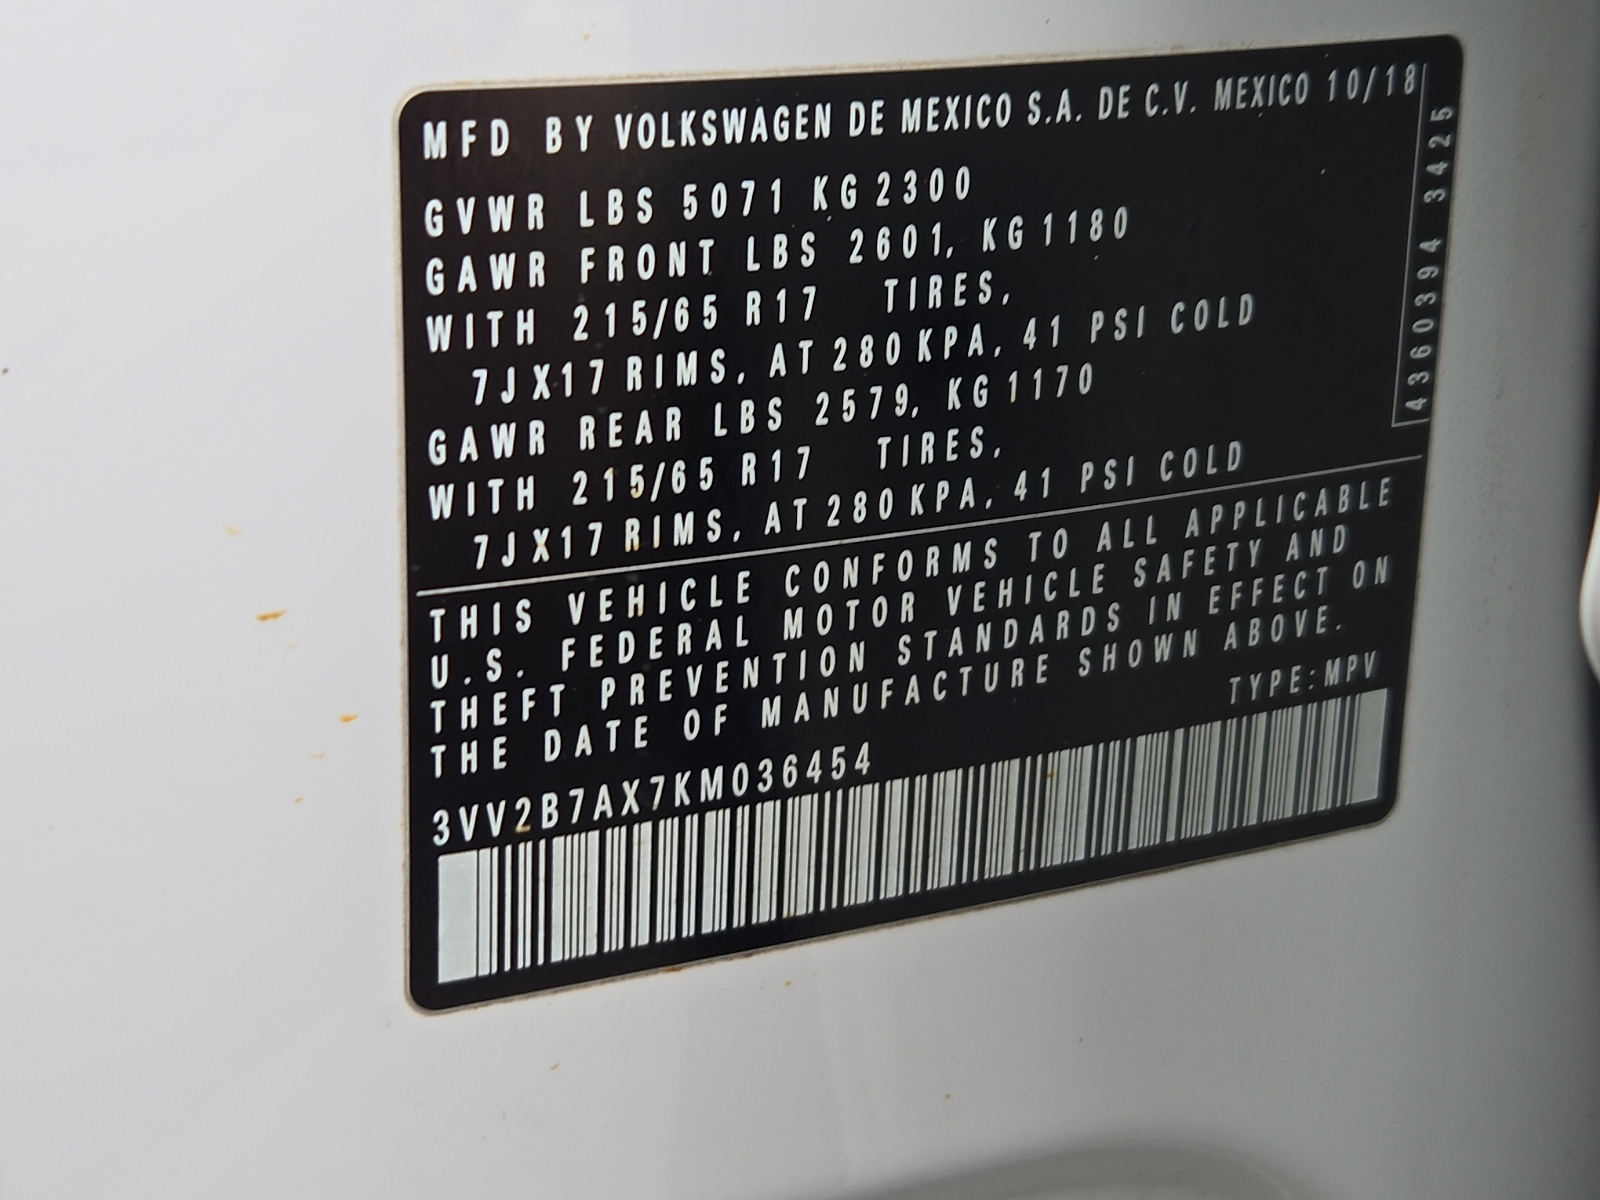 MFD BY VOLKSWAGEN DE MEXICO S.A. DE C.V. MEXICO 10/18
GVWR LBS 5071 KG 2300
GAWR FRONT LBS 2601, KG 1180
WITH 215/65 R17 TIRES,
7JX17 RIMS, AT 280 KPA, 41 PSI COLD
GAWR REAR LBS 2579, KG 1170
WITH 215/65 R17 TIRES,
7JX17 RIMS, AT 280 KPA, 41 PSI COLD
4360394 3425
THIS VEHICLE CONFORMS TO ALL APPLICABLE
U.S. FEDERAL MOTOR VEHICLE SAFETY AND
THEFT PREVENTION STANDARDS IN EFFECT ON
THE DATE OF MANUFACTURE SHOWN ABOVE.
TYPE:MPV
3VV2B7AX7KM036454